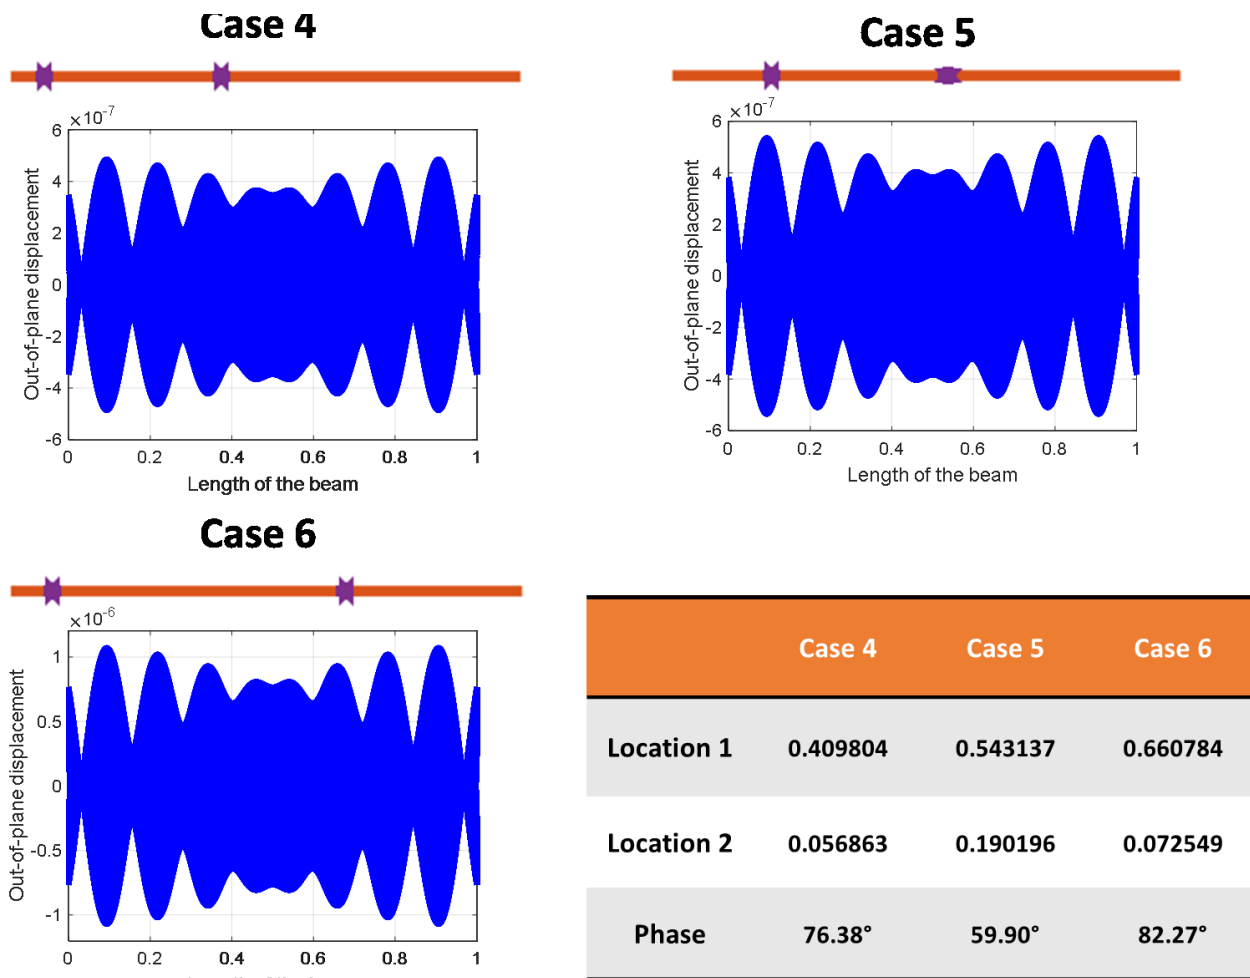 Case 4
×10⁻⁷
6
4
2
0
-2
-4
-6
0 0.2 0.4 0.6 0.8 1
Out-of-plane displacement
Length of the beam
Case 5
×10⁻⁷
6
4
2
0
-2
-4
-6
0 0.2 0.4 0.6 0.8 1
Out-of-plane displacement
Length of the beam
Case 6
×10⁻⁶
1
0.5
0
-0.5
-1
0 0.2 0.4 0.6 0.8 1
Out-of-plane displacement
Case 4 Case 5 Case 6
Location 1 0.409804 0.543137 0.660784
Location 2 0.056863 0.190196 0.072549
Phase 76.38° 59.90° 82.27°